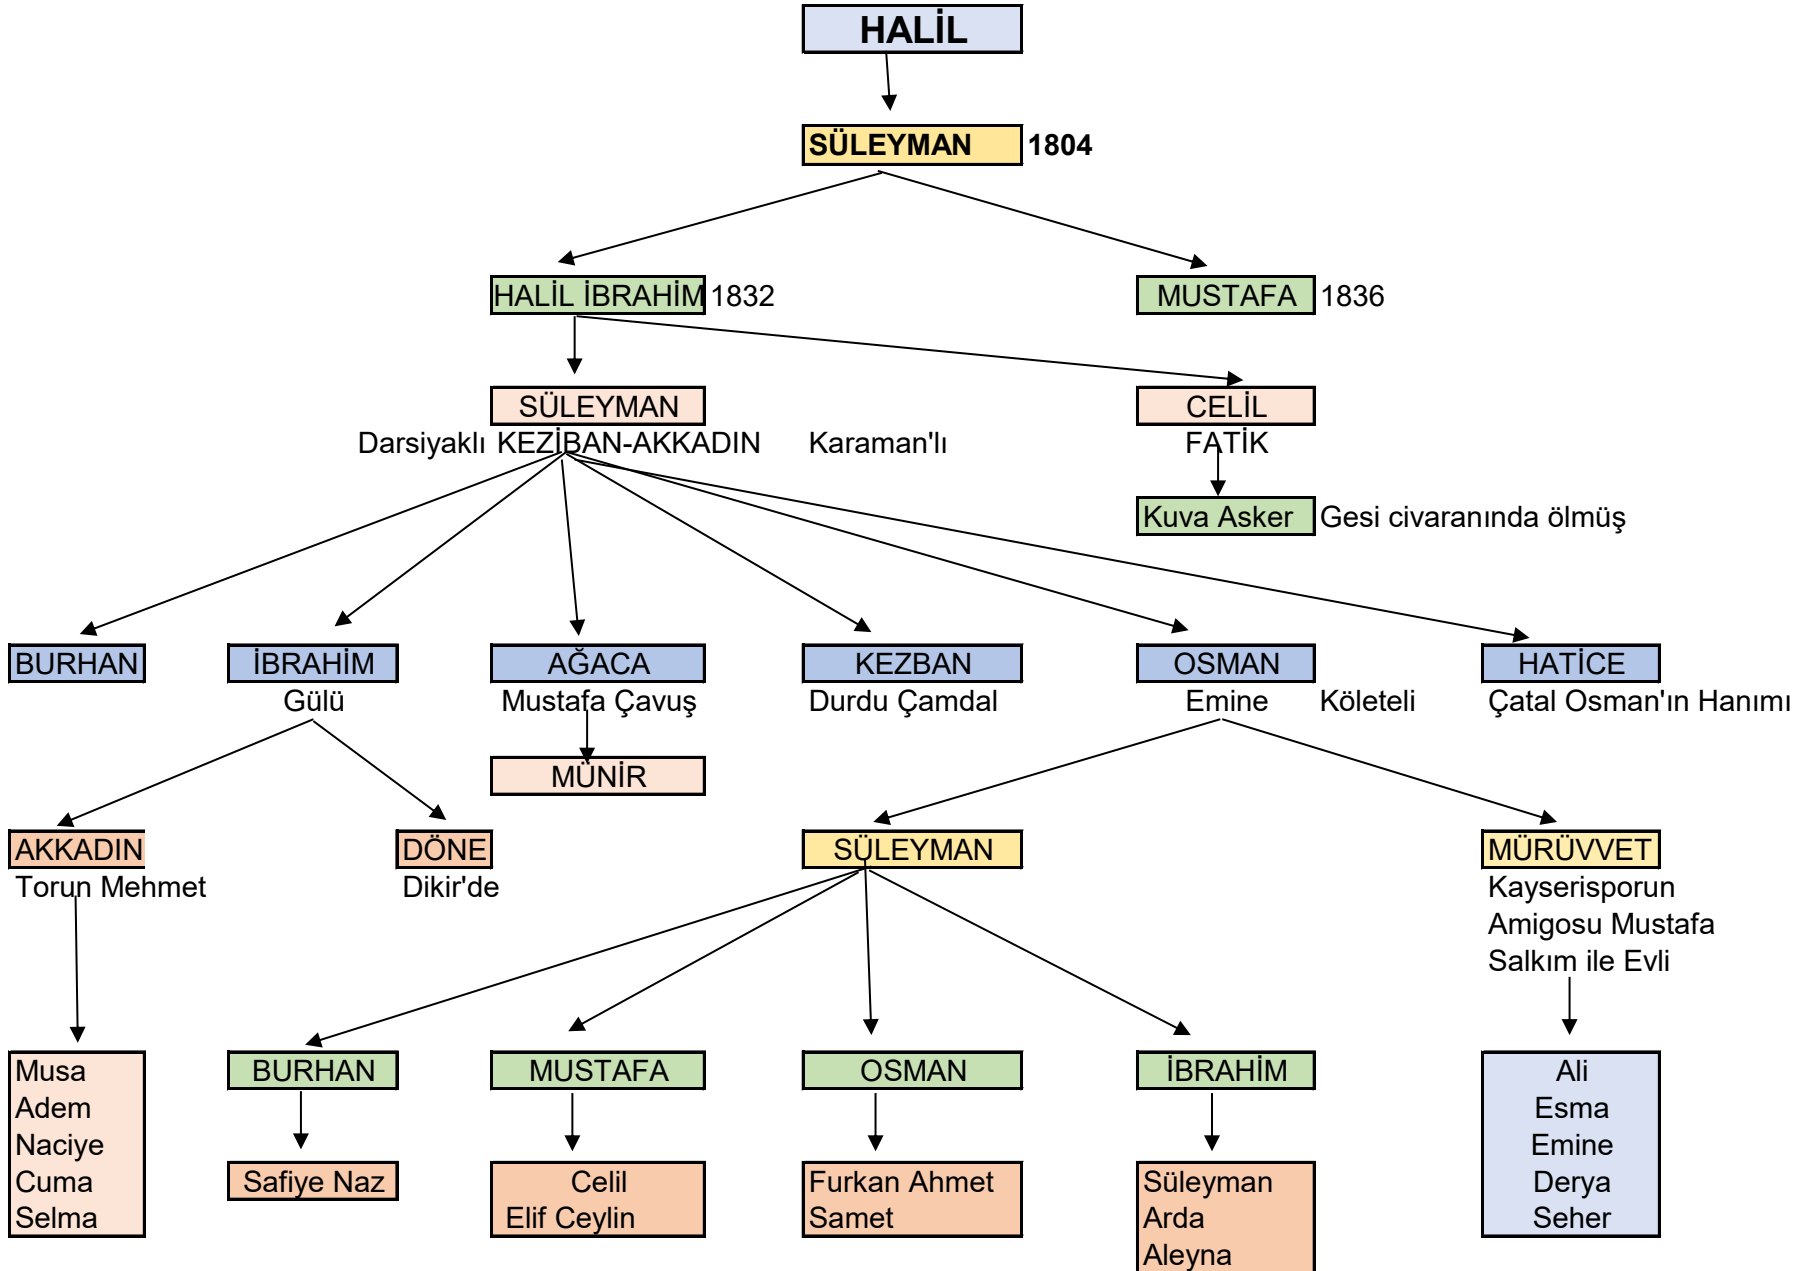 HALİL
SÜLEYMAN 1804
HALİL İBRAHİM 1832 MUSTAFA 1836
SÜLEYMAN CELİL
Darsiyaklı KEZİBAN-AKKADIN Karaman'lı FATİK
Kuva Asker Gesi civaranında ölmüş
BURHAN İBRAHİM AĞACA KEZBAN OSMAN HATİCE
Gülü Mustafa Çavuş Durdu Çamdal Emine Köleteli Çatal Osman'ın Hanımı
MÜNİR
AKKADIN DÖNE SÜLEYMAN MÜRÜVVET
Torun Mehmet Dikir'de Kayserisporun
Amigosu Mustafa
Salkım ile Evli
Musa BURHAN MUSTAFA OSMAN İBRAHİM Ali
Adem Esma
Naciye Emine
Cuma Safiye Naz Celil Furkan Ahmet Süleyman Derya
Selma Elif Ceylin Samet Arda Seher
Aleyna